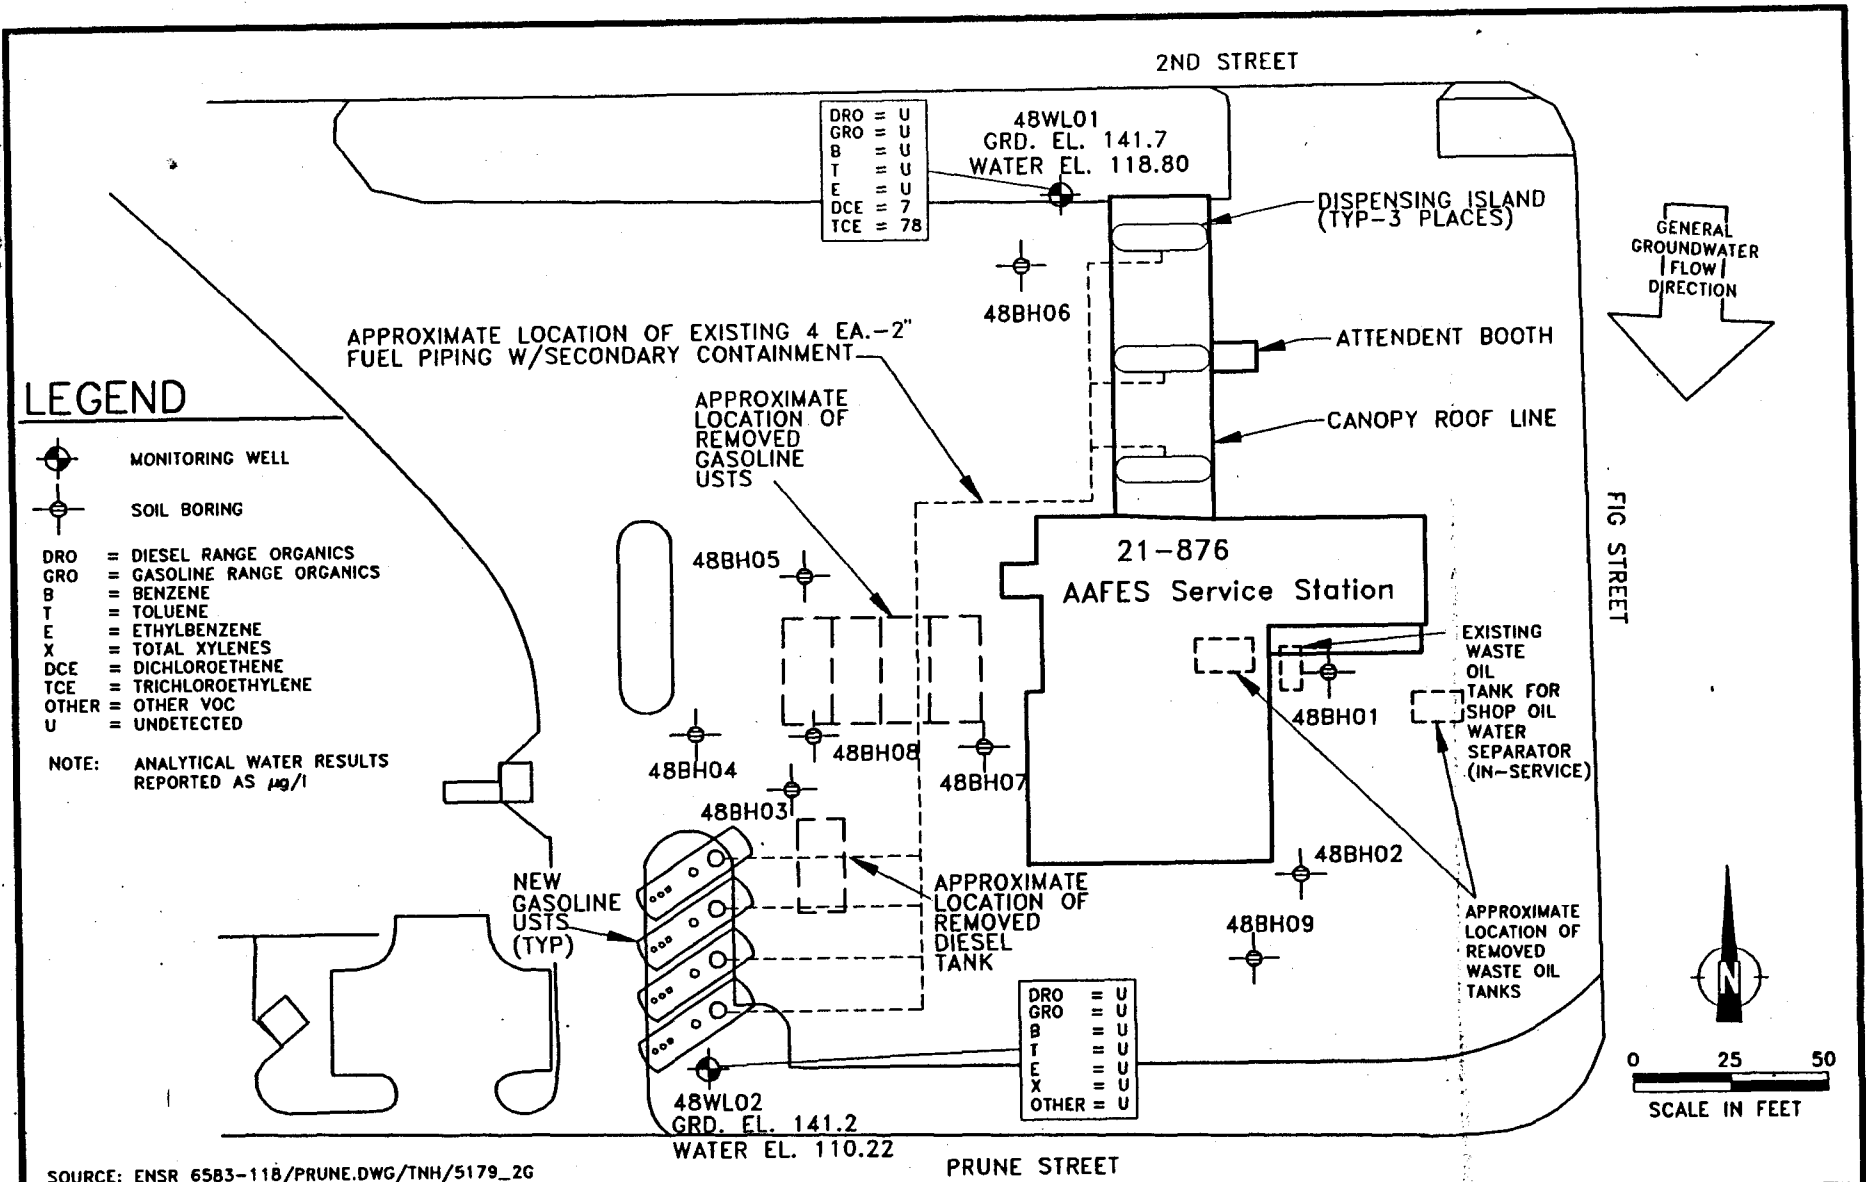 2ND STREET
DRO = U
GRO = U
B = U
T = U
E = U
DCE = 7
TCE = 78
48WL01
GRD. EL. 141.7
WATER EL. 118.80
DISPENSING ISLAND
(TYP-3 PLACES)
GENERAL
GROUNDWATER
FLOW
DIRECTION
48BH06
APPROXIMATE LOCATION OF EXISTING 4 EA.-2"
FUEL PIPING W/SECONDARY CONTAINMENT
ATTENDENT BOOTH
CANOPY ROOF LINE
APPROXIMATE
LOCATION OF
REMOVED
GASOLINE
USTS
LEGEND
MONITORING WELL
SOIL BORING
DRO = DIESEL RANGE ORGANICS
GRO = GASOLINE RANGE ORGANICS
B = BENZENE
T = TOLUENE
E = ETHYLBENZENE
X = TOTAL XYLENES
DCE = DICHLOROETHENE
TCE = TRICHLOROETHYLENE
OTHER = OTHER VOC
U = UNDETECTED
NOTE: ANALYTICAL WATER RESULTS
REPORTED AS µg/l
FIG STREET
21-876
AAFES Service Station
48BH05
EXISTING
WASTE
OIL
TANK FOR
SHOP OIL
WATER
SEPARATOR
(IN-SERVICE)
48BH01
48BH04
48BH08
48BH07
48BH03
48BH02
NEW
GASOLINE
USTS
(TYP)
APPROXIMATE
LOCATION OF
REMOVED
DIESEL
TANK
48BH09
APPROXIMATE
LOCATION OF
REMOVED
WASTE OIL
TANKS
N
DRO = U
GRO = U
B = U
T = U
E = U
X = U
OTHER = U
0 25 50
SCALE IN FEET
48WL02
GRD. EL. 141.2
WATER EL. 110.22
PRUNE STREET
SOURCE: ENSR 6583-118/PRUNE.DWG/TNH/5179_2G